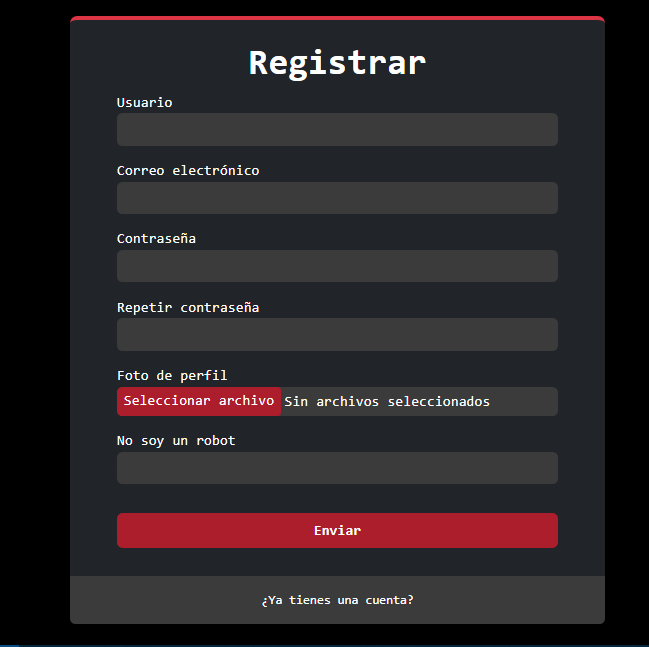 Registrar
Usuario
Correo electrónico
Contraseña
Repetir contraseña
Foto de perfil
Seleccionar archivo Sin archivos seleccionados
No soy un robot
Enviar
¿Ya tienes una cuenta?